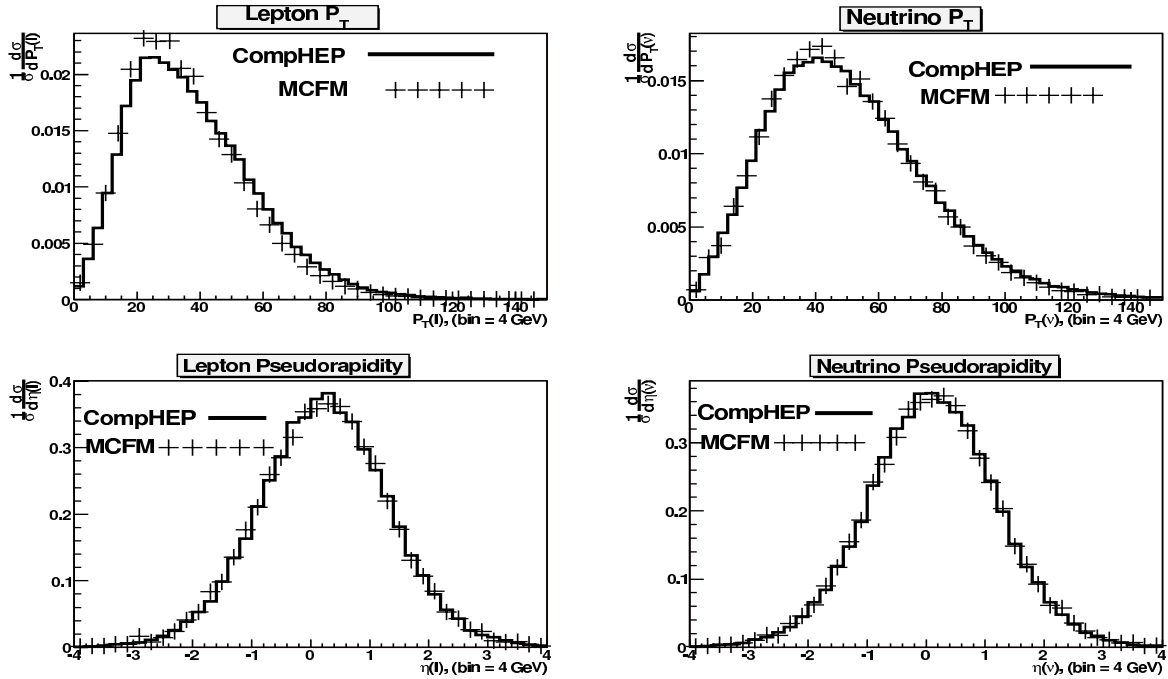 Lepton P_T
1/σ dσ/dP_T(l)
CompHEP
MCFM
0.02
0.015
0.01
0.005
0
0 20 40 60 80 100 120 140
P_T(l), (bin = 4 GeV)
Neutrino P_T
1/σ dσ/dP_T(ν)
CompHEP
MCFM
0.015
0.01
0.005
0
0 20 40 60 80 100 120 140
P_T(ν), (bin = 4 GeV)
Lepton Pseudorapidity
1/σ dσ/dη(l)
CompHEP
MCFM
0.4
0.3
0.2
0.1
0
-4 -3 -2 -1 0 1 2 3 4
η(l), (bin = 4 GeV)
Neutrino Pseudorapidity
1/σ dσ/dη(ν)
CompHEP
MCFM
0.3
0.2
0.1
0
-4 -3 -2 -1 0 1 2 3 4
η(ν), (bin = 4 GeV)